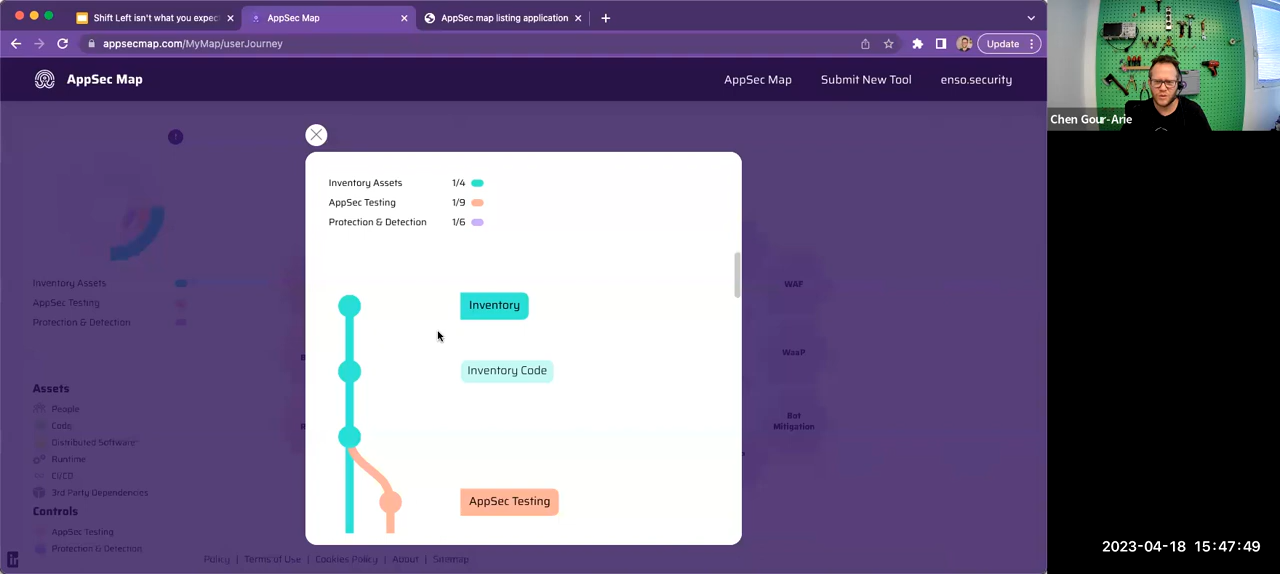 Shift Left isn't what you expec
AppSec Map
AppSec map listing application
appsecmap.com/MyMap/userJourney
Update
AppSec Map
AppSec Map
Submit New Tool
enso.security
Chen Gour-Arie
Inventory Assets 1/4
AppSec Testing 1/9
Protection & Detection 1/6
Inventory Assets
AppSec Testing
Protection & Detection
WAF
Inventory
WaaP
Inventory Code
Assets
People
Code
Distributed Software
Runtime
CI/CD
3rd Party Dependencies
Bot
Mitigation
AppSec Testing
Controls
AppSec Testing
Protection & Detection
Policy | Terms of Use | Cookies Policy | About | Sitemap
in
2023-04-18 15:47:49